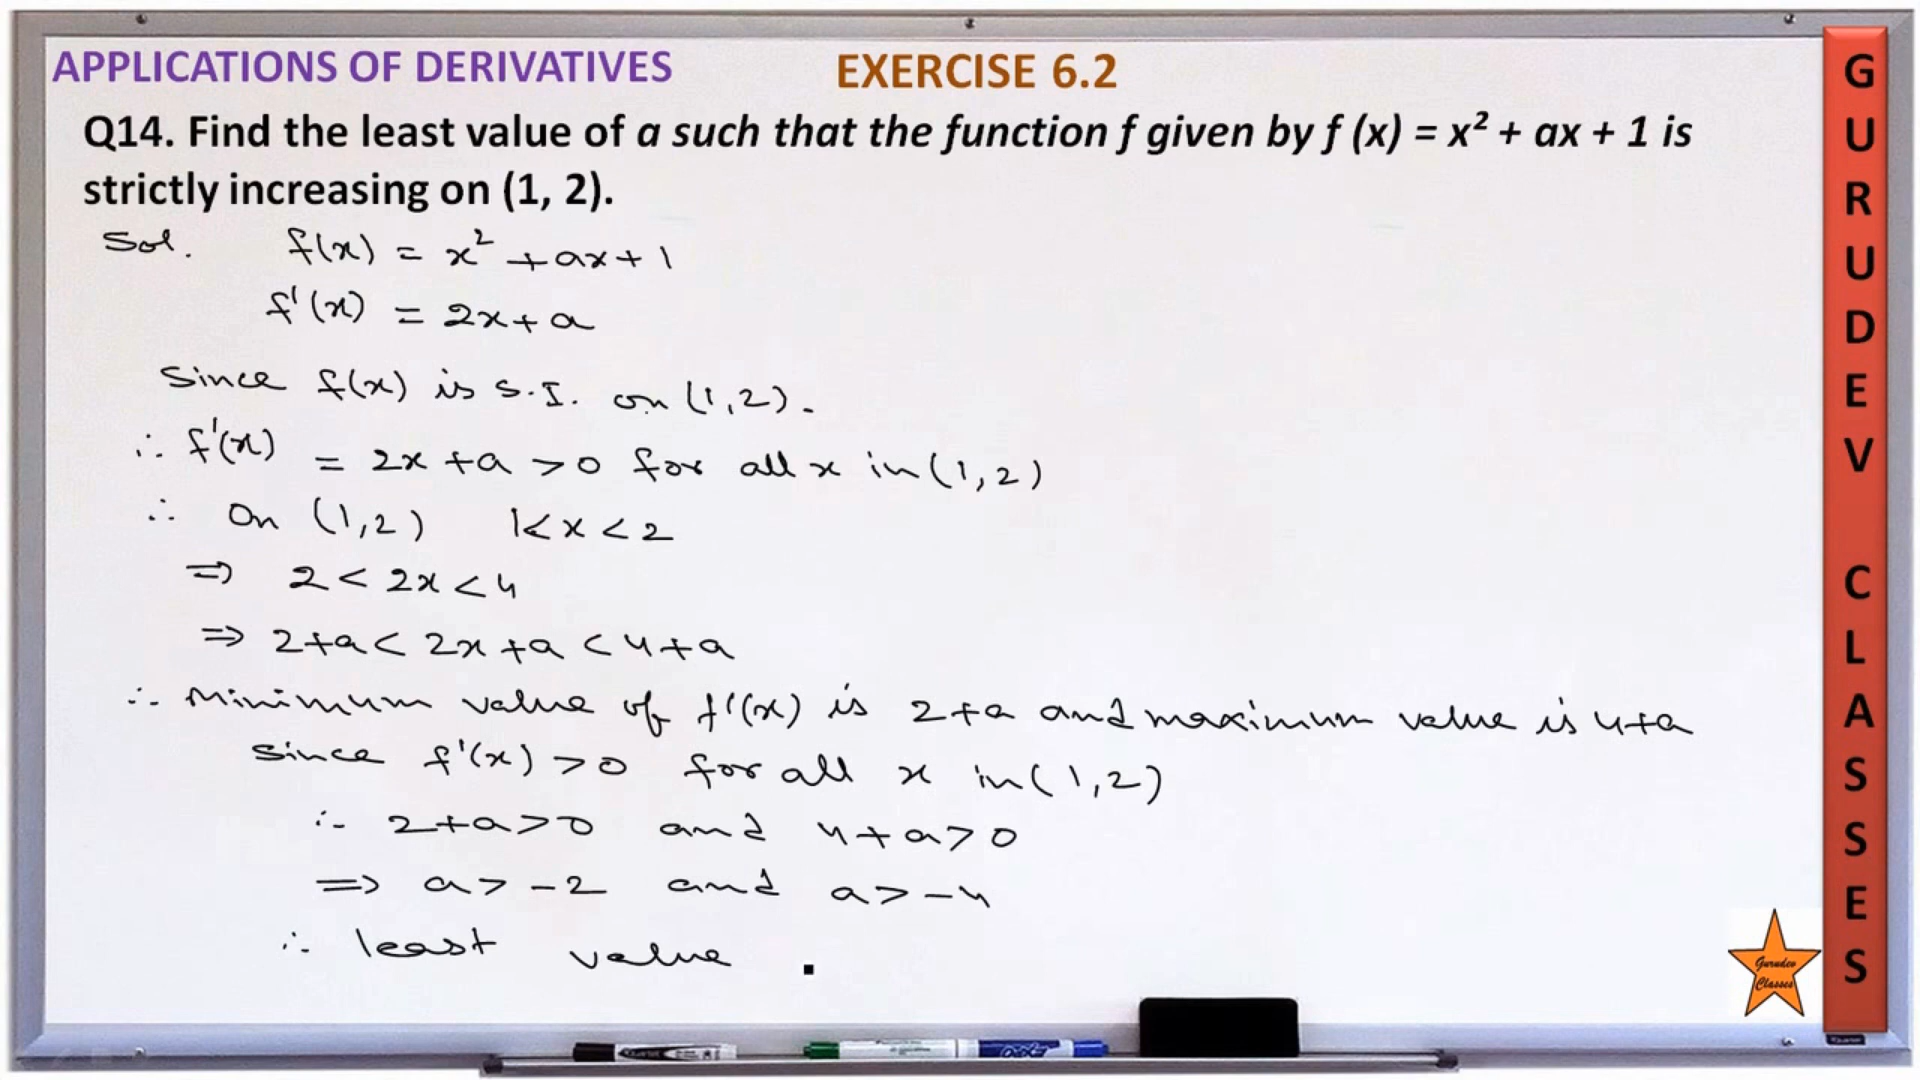 APPLICATIONS OF DERIVATIVES
EXERCISE 6.2
Q14. Find the least value of a such that the function f given by f (x) = x² + ax + 1 is
strictly increasing on (1, 2).
Sol. f(x) = x² + ax + 1
f'(x) = 2x + a
Since f(x) is S.I. on (1,2).
∴ f'(x) = 2x + a > 0 for all x in (1,2)
∴ On (1,2) 1 < x < 2
⇒ 2 < 2x < 4
⇒ 2+a < 2x+a < 4+a
∴ Minimum value of f'(x) is 2+a and maximum value is 4+a
Since f'(x) > 0 for all x in (1,2)
∴ 2+a > 0 and 4+a > 0
⇒ a > -2 and a > -4
∴ least value
GURUDEV CLASSES
Gurudev
Classes